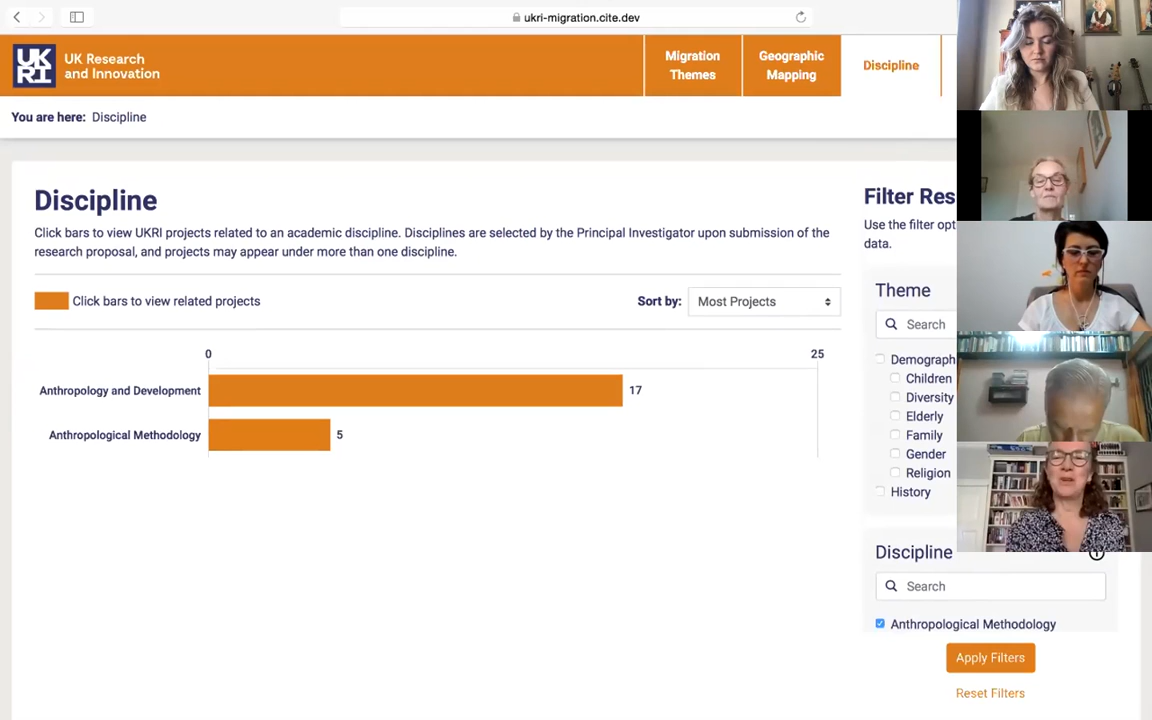 ukri-migration.cite.dev
UK
RI
UK Research
and Innovation
Migration
Themes
Geographic
Mapping
Discipline
You are here: Discipline
Discipline
Click bars to view UKRI projects related to an academic discipline. Disciplines are selected by the Principal Investigator upon submission of the
research proposal, and projects may appear under more than one discipline.
Click bars to view related projects
Sort by: Most Projects
0 25
Anthropology and Development 17
Anthropological Methodology 5
Filter Res
Use the filter opt
data.
Theme
Search
Demograph
Children
Diversity
Elderly
Family
Gender
Religion
History
Discipline
Search
Anthropological Methodology
Apply Filters
Reset Filters